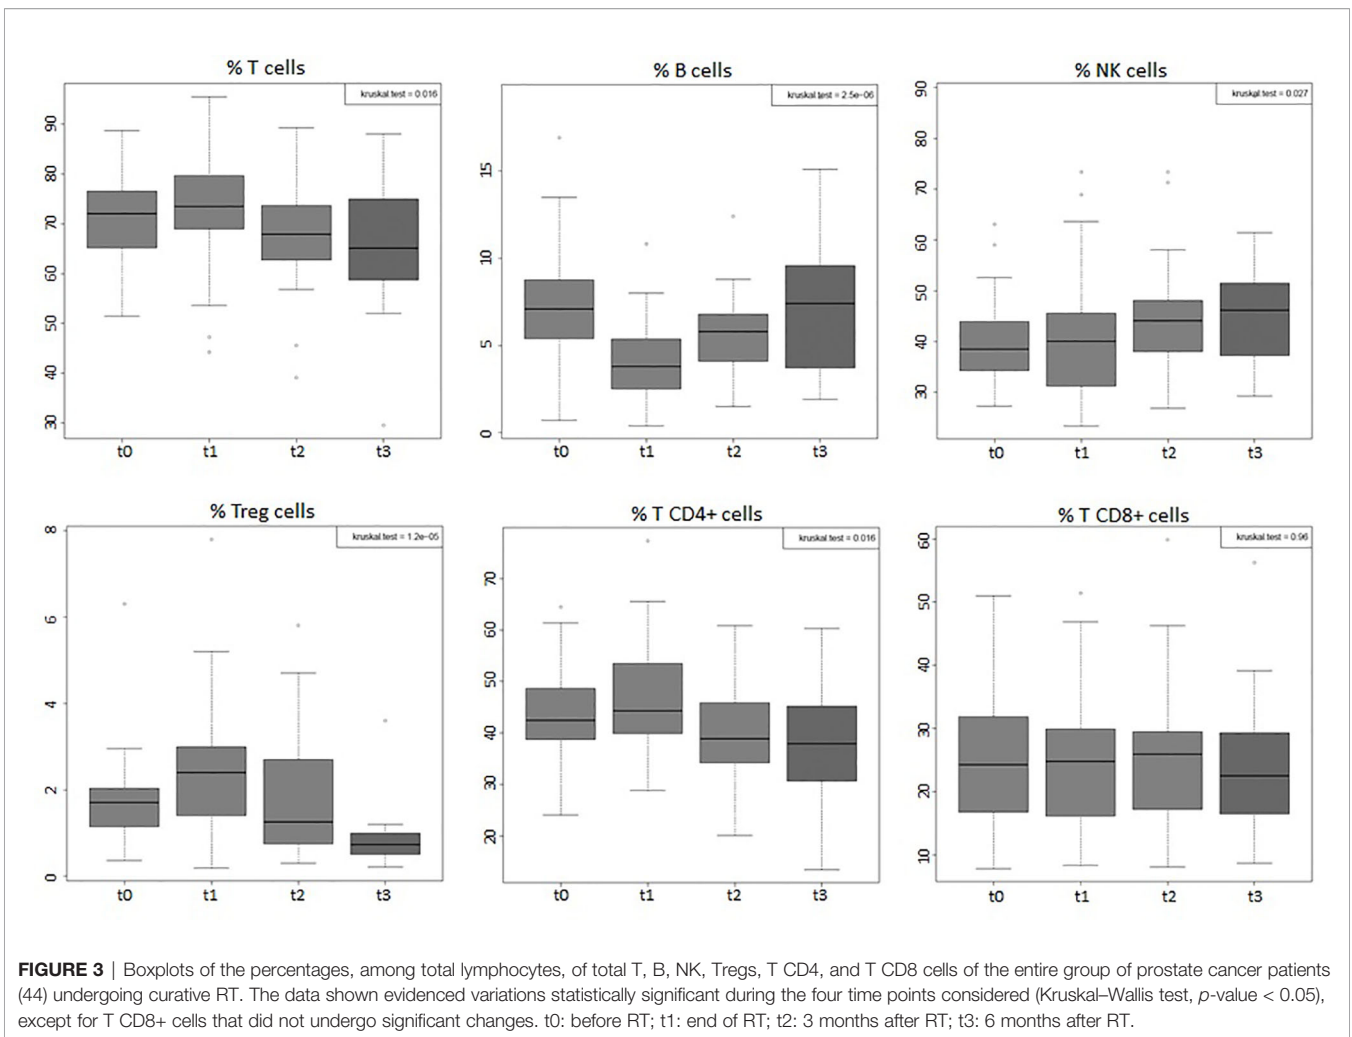 % T cells
kruskal.test = 0.016
90
80
70
60
50
40
30
t0 t1 t2 t3
% B cells
kruskal.test = 2.5e-06
15
10
5
0
t0 t1 t2 t3
% NK cells
kruskal.test = 0.027
90
80
70
60
50
40
30
t0 t1 t2 t3
% Treg cells
kruskal.test = 1.2e-05
8
6
4
2
0
t0 t1 t2 t3
% T CD4+ cells
kruskal.test = 0.016
70
60
50
40
30
20
t0 t1 t2 t3
% T CD8+ cells
kruskal.test = 0.96
60
50
40
30
20
10
t0 t1 t2 t3
FIGURE 3 | Boxplots of the percentages, among total lymphocytes, of total T, B, NK, Tregs, T CD4, and T CD8 cells of the entire group of prostate cancer patients
(44) undergoing curative RT. The data shown evidenced variations statistically significant during the four time points considered (Kruskal–Wallis test, p-value < 0.05),
except for T CD8+ cells that did not undergo significant changes. t0: before RT; t1: end of RT; t2: 3 months after RT; t3: 6 months after RT.